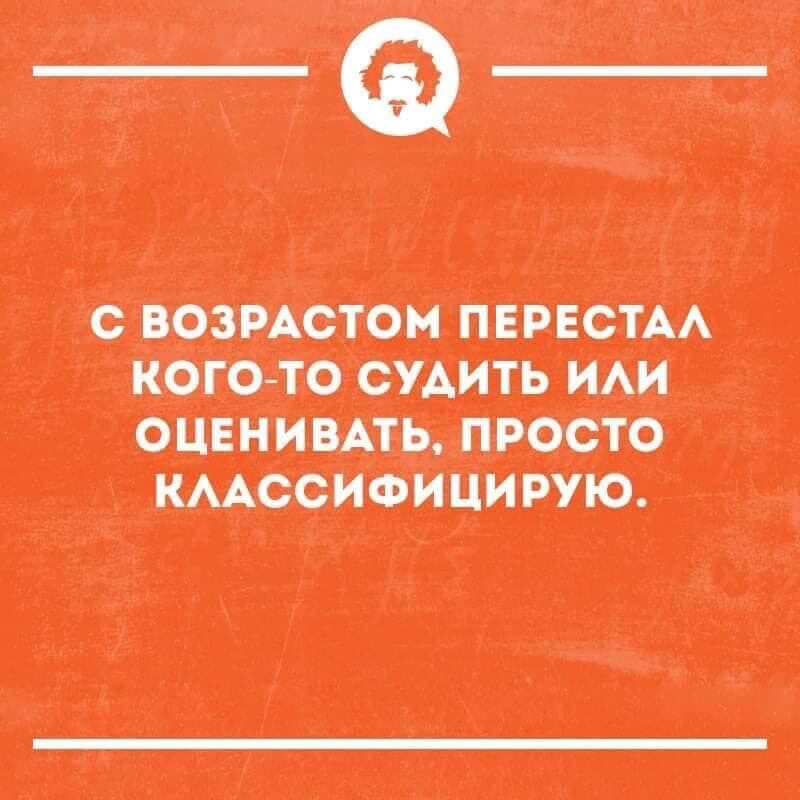 С ВОЗРАСТОМ ПЕРЕСТАЛ
КОГО-ТО СУДИТЬ ИЛИ
ОЦЕНИВАТЬ, ПРОСТО
КЛАССИФИЦИРУЮ.